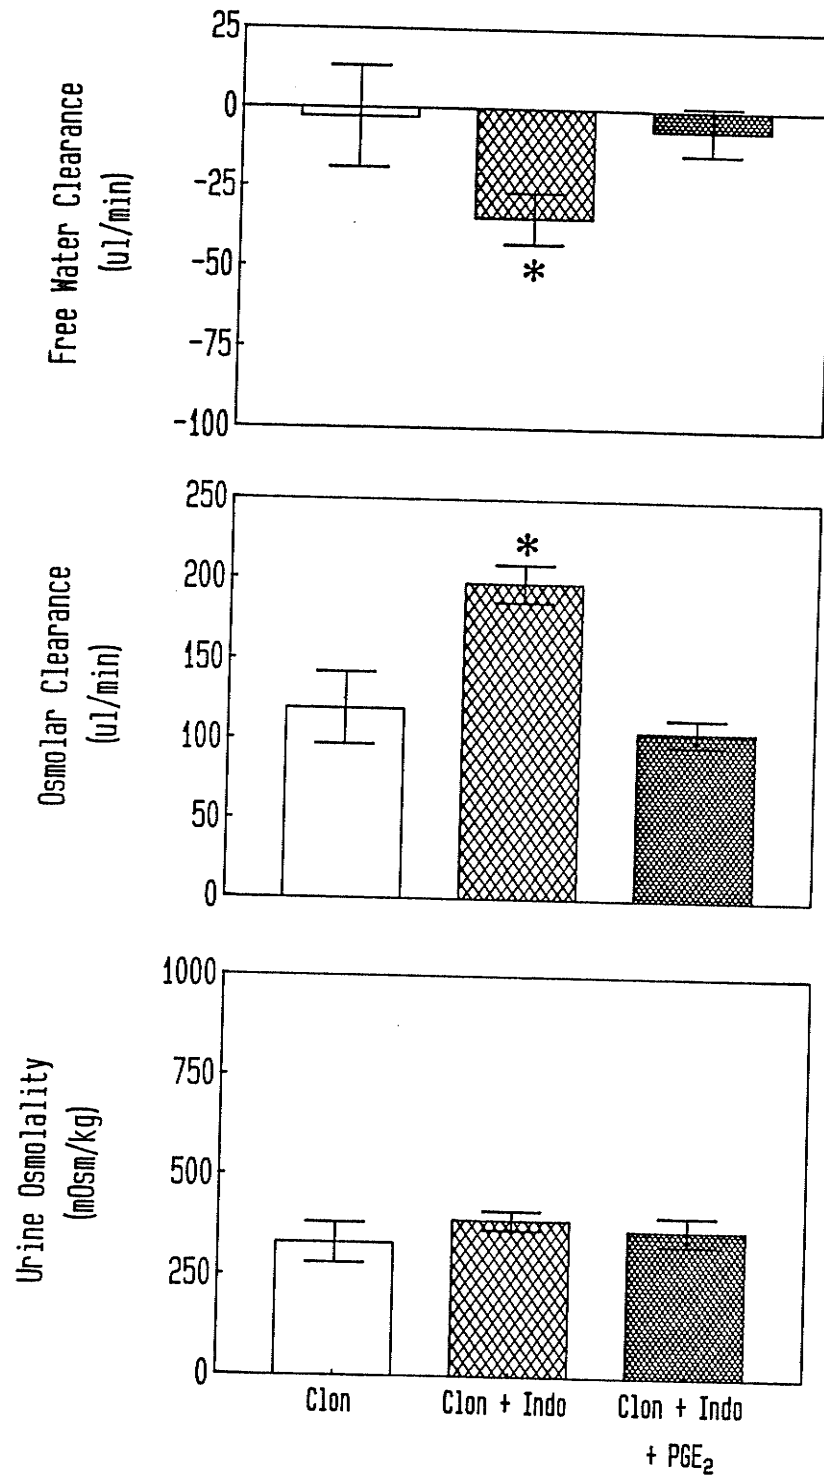 Free Water Clearance
(ul/min)
25
0
-25
-50
-75
-100
*
Osmolar Clearance
(ul/min)
250
200
150
100
50
0
*
Urine Osmolality
(mOsm/kg)
1000
750
500
250
0
Clon
Clon + Indo
Clon + Indo
+ PGE₂